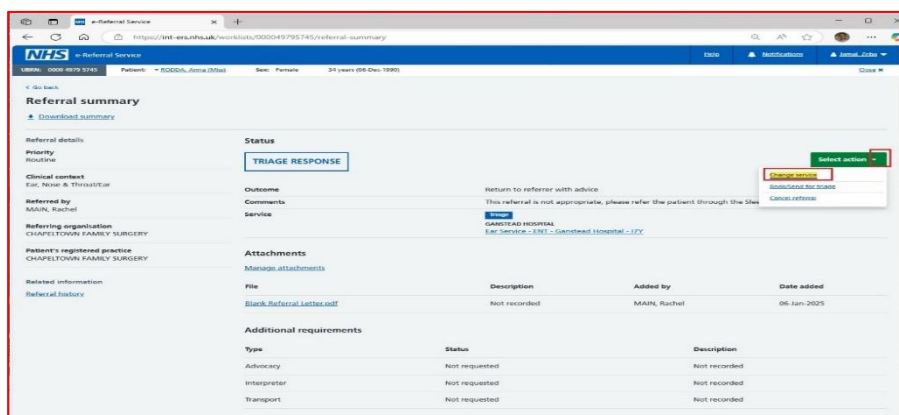 e-Referral Service
https://int-ers.nhs.uk/worklists/000049795745/referral-summary
NHS e-Referral Service Help Notifications Jamal, Zoba
UBRN: 0000 4979 5745 Patient: RODDA, Anna (Miss) Sex: Female 34 years (06-Dec-1990) Close
< Go back
Referral summary
Download summary
Referral details
Priority
Routine
Clinical context
Ear, Nose & Throat/Ear
Referred by
MAIN, Rachel
Referring organisation
CHAPELTOWN FAMILY SURGERY
Patient's registered practice
CHAPELTOWN FAMILY SURGERY
Related information
Referral history
Status
TRIAGE RESPONSE
Select action
Change service
Book/Send for triage
Cancel referral
Outcome Return to referrer with advice
Comments This referral is not appropriate, please refer the patient through the Slee
Service Triage
GANSTEAD HOSPITAL
Ear Service - ENT - Ganstead Hospital - I7Y
Attachments
Manage attachments
File Description Added by Date added
Blank Referral Letter.pdf Not recorded MAIN, Rachel 06-Jan-2025
Additional requirements
Type Status Description
Advocacy Not requested Not recorded
Interpreter Not requested Not recorded
Transport Not requested Not recorded